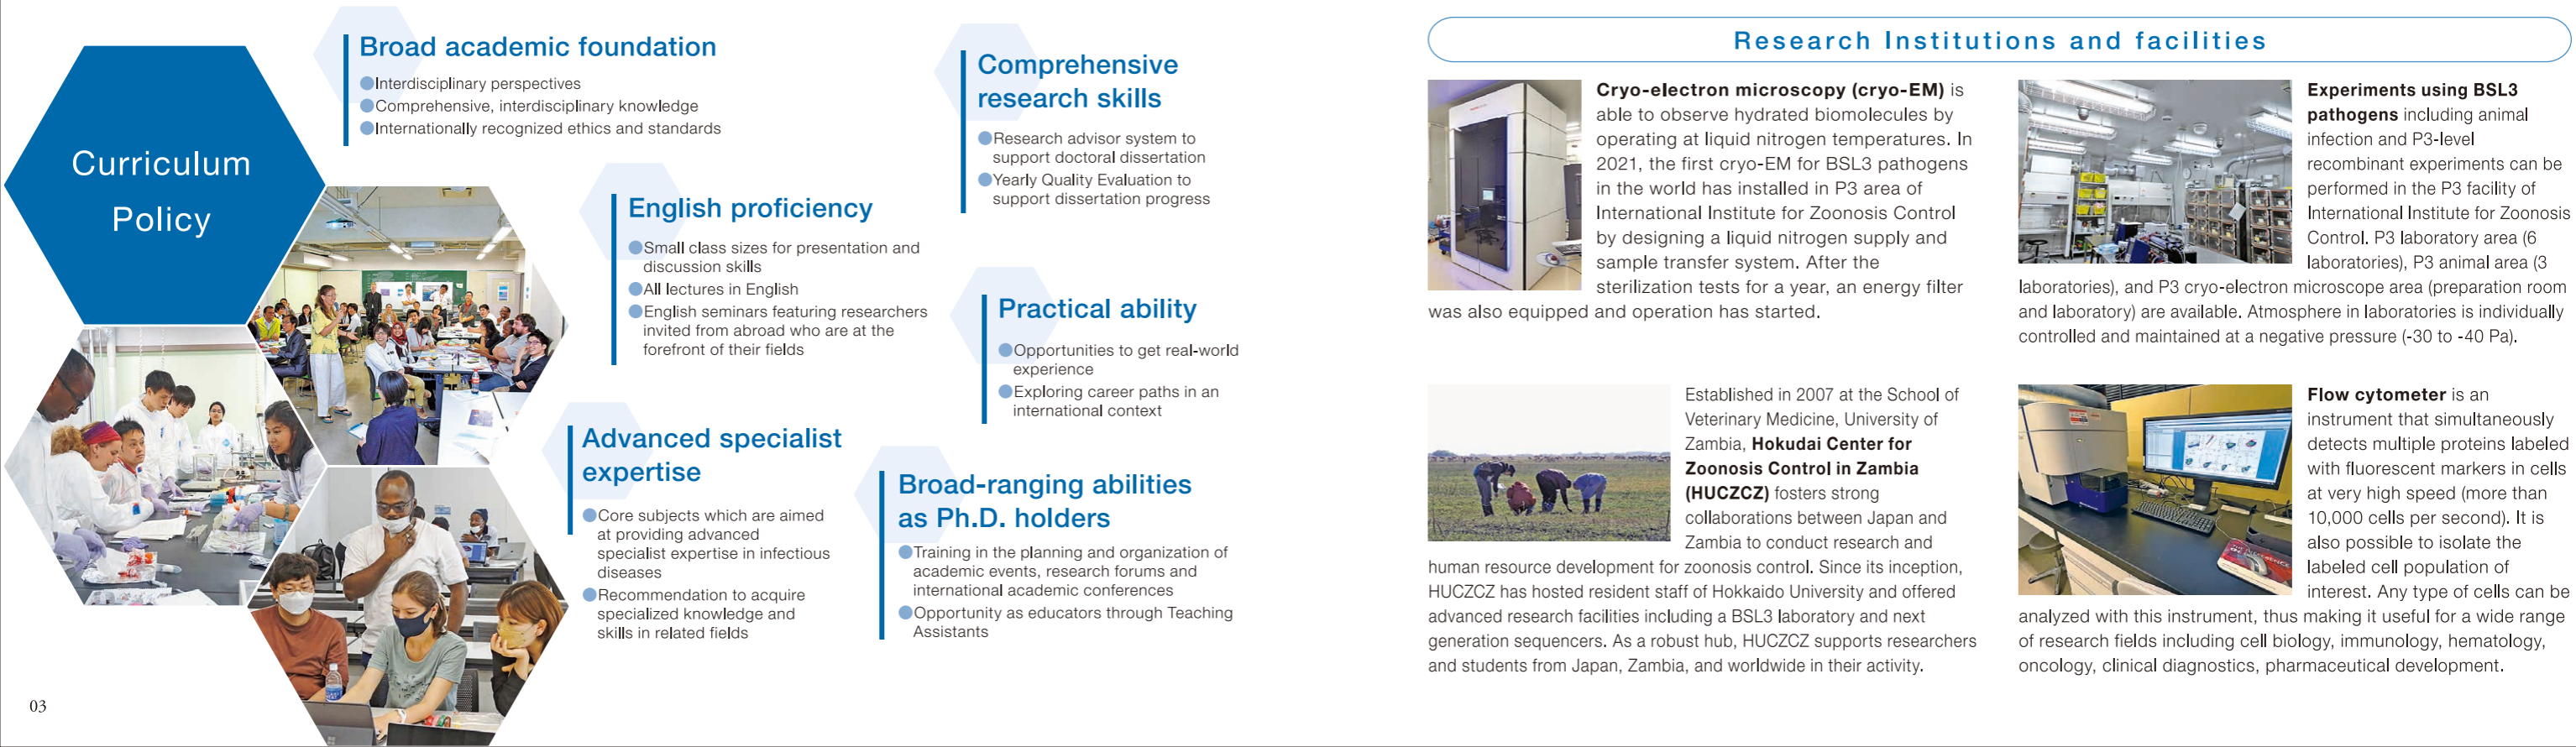 Curriculum
Policy
Broad academic foundation
●Interdisciplinary perspectives
●Comprehensive, interdisciplinary knowledge
●Internationally recognized ethics and standards
English proficiency
●Small class sizes for presentation and
discussion skills
●All lectures in English
●English seminars featuring researchers
invited from abroad who are at the
forefront of their fields
Advanced specialist
expertise
●Core subjects which are aimed
at providing advanced
specialist expertise in infectious
diseases
●Recommendation to acquire
specialized knowledge and
skills in related fields
Comprehensive
research skills
●Research advisor system to
support doctoral dissertation
●Yearly Quality Evaluation to
support dissertation progress
Practical ability
●Opportunities to get real-world
experience
●Exploring career paths in an
international context
Broad-ranging abilities
as Ph.D. holders
●Training in the planning and organization of
academic events, research forums and
international academic conferences
●Opportunity as educators through Teaching
Assistants
03
Research Institutions and facilities
Cryo-electron microscopy (cryo-EM) is
able to observe hydrated biomolecules by
operating at liquid nitrogen temperatures. In
2021, the first cryo-EM for BSL3 pathogens
in the world has installed in P3 area of
International Institute for Zoonosis Control
by designing a liquid nitrogen supply and
sample transfer system. After the
sterilization tests for a year, an energy filter
was also equipped and operation has started.
Established in 2007 at the School of
Veterinary Medicine, University of
Zambia, Hokudai Center for
Zoonosis Control in Zambia
(HUCZCZ) fosters strong
collaborations between Japan and
Zambia to conduct research and
human resource development for zoonosis control. Since its inception,
HUCZCZ has hosted resident staff of Hokkaido University and offered
advanced research facilities including a BSL3 laboratory and next
generation sequencers. As a robust hub, HUCZCZ supports researchers
and students from Japan, Zambia, and worldwide in their activity.
Experiments using BSL3
pathogens including animal
infection and P3-level
recombinant experiments can be
performed in the P3 facility of
International Institute for Zoonosis
Control. P3 laboratory area (6
laboratories), P3 animal area (3
laboratories), and P3 cryo-electron microscope area (preparation room
and laboratory) are available. Atmosphere in laboratories is individually
controlled and maintained at a negative pressure (-30 to -40 Pa).
Flow cytometer is an
instrument that simultaneously
detects multiple proteins labeled
with fluorescent markers in cells
at very high speed (more than
10,000 cells per second). It is
also possible to isolate the
labeled cell population of
interest. Any type of cells can be
analyzed with this instrument, thus making it useful for a wide range
of research fields including cell biology, immunology, hematology,
oncology, clinical diagnostics, pharmaceutical development.